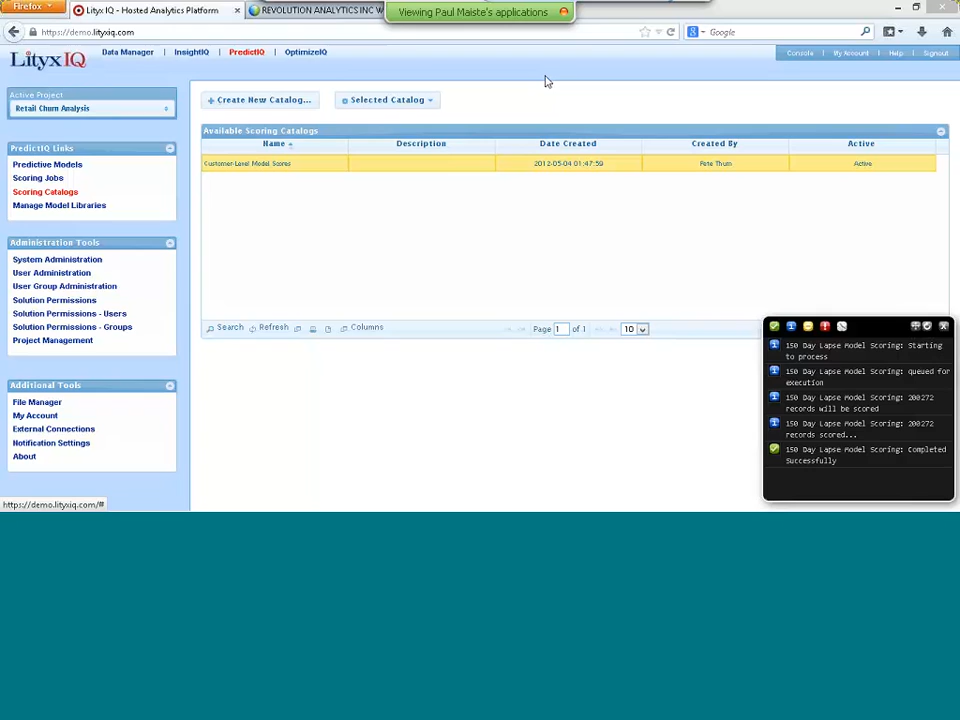 Firefox
Lityx IQ - Hosted Analytics Platform
REVOLUTION ANALYTICS INC W
Viewing Paul Maiste's applications
https://demo.lityxiq.com
Google
LityxIQ
Data Manager
InsightIQ
PredictIQ
OptimizeIQ
Console
My Account
Help
Signout
Active Project
Retail Churn Analysis
Create New Catalog...
Selected Catalog
PredictIQ Links
Predictive Models
Scoring Jobs
Scoring Catalogs
Manage Model Libraries
Available Scoring Catalogs
Name
Description
Date Created
Created By
Active
Customer-Level Model Scores
2012-05-04 01:47:59
Pete Thum
Active
Administration Tools
System Administration
User Administration
User Group Administration
Solution Permissions
Solution Permissions - Users
Solution Permissions - Groups
Project Management
Search
Refresh
Columns
Page 1 of 1
10
Additional Tools
File Manager
My Account
External Connections
Notification Settings
About
150 Day Lapse Model Scoring: Starting
to process
150 Day Lapse Model Scoring: queued for
execution
150 Day Lapse Model Scoring: 200272
records will be scored
150 Day Lapse Model Scoring: 200272
records scored...
150 Day Lapse Model Scoring: Completed
Successfully
https://demo.lityxiq.com/#